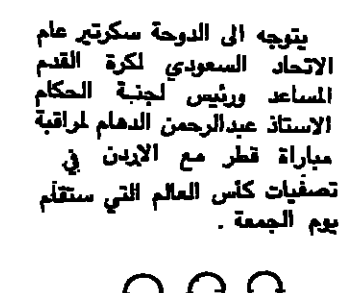 يتوجه الى الدوحة سكرتير عام
الاتحاد السعودي لكرة القدم
المساعد ورئيس لجنة الحكام
الاستاذ عبدالرحمن الدهام لمراقبة
مباراة قطر مع الاردن في
تصفيات كأس العالم التي ستقام
يوم الجمعة .